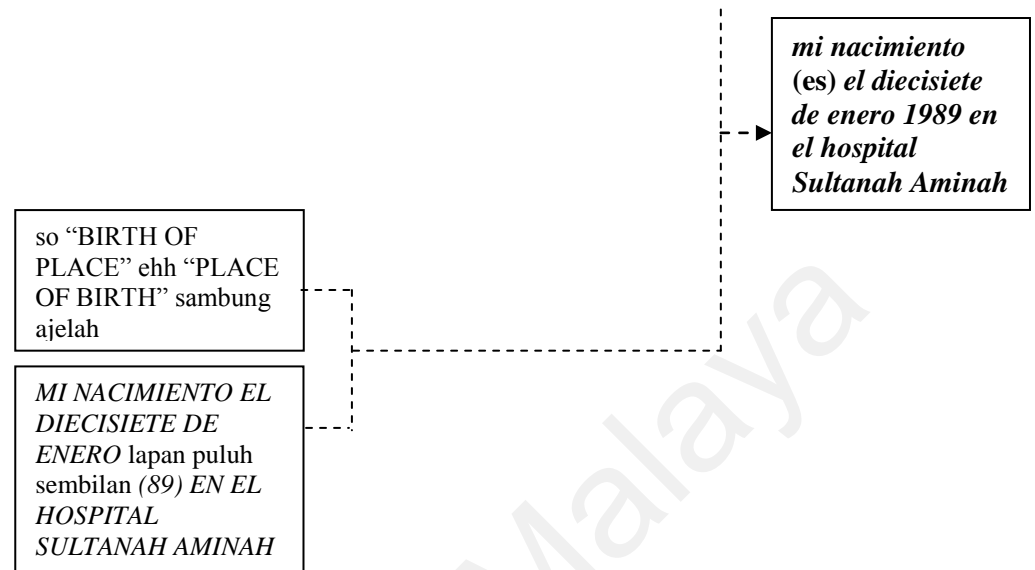 mi nacimiento
(es) el diecisiete
de enero 1989 en
el hospital
Sultanah Aminah
so “BIRTH OF
PLACE” ehh “PLACE
OF BIRTH” sambung
ajelah
MI NACIMIENTO EL
DIECISIETE DE
ENERO lapan puluh
sembilan (89) EN EL
HOSPITAL
SULTANAH AMINAH
Malaya